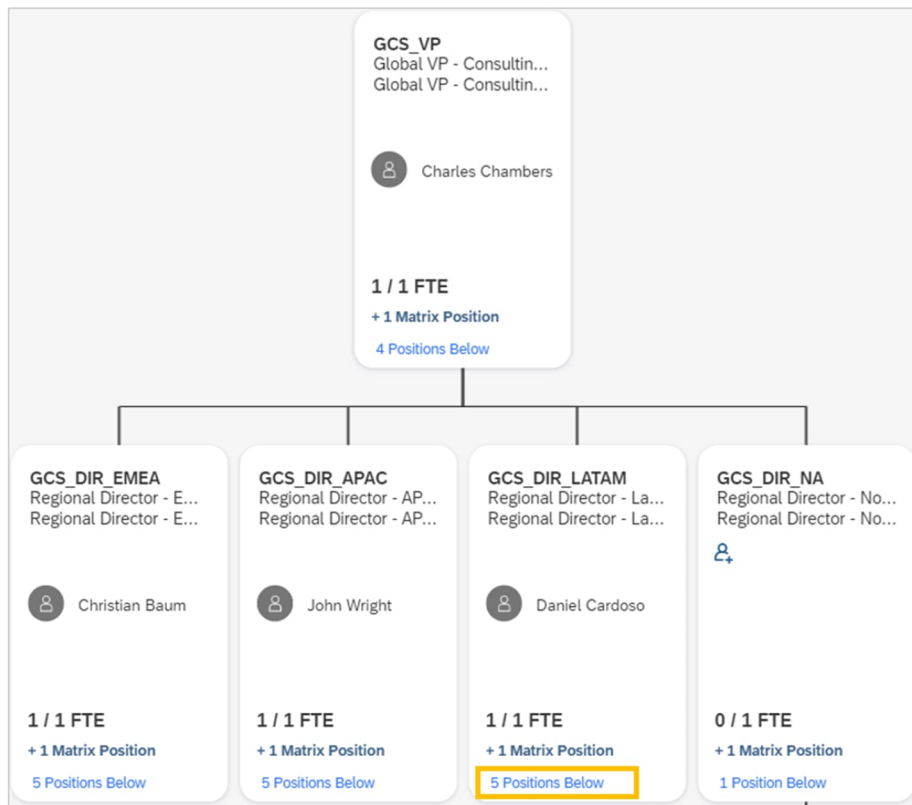 GCS_VP
Global VP - Consultin...
Global VP - Consultin...
Charles Chambers
1 / 1 FTE
+ 1 Matrix Position
4 Positions Below
GCS_DIR_EMEA
Regional Director - E...
Regional Director - E...
Christian Baum
1 / 1 FTE
+ 1 Matrix Position
5 Positions Below
GCS_DIR_APAC
Regional Director - AP...
Regional Director - AP...
John Wright
1 / 1 FTE
+ 1 Matrix Position
5 Positions Below
GCS_DIR_LATAM
Regional Director - La...
Regional Director - La...
Daniel Cardoso
1 / 1 FTE
+ 1 Matrix Position
5 Positions Below
GCS_DIR_NA
Regional Director - No...
Regional Director - No...
0 / 1 FTE
+ 1 Matrix Position
1 Position Below